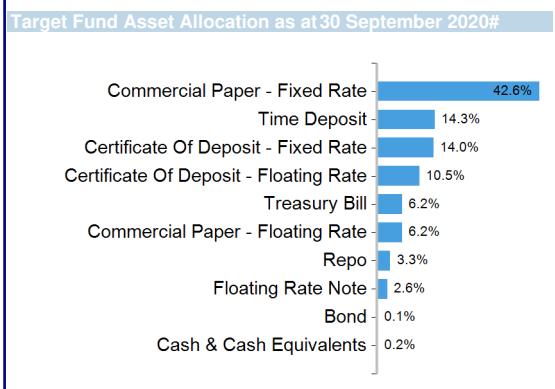 Target Fund Asset Allocation as at30 September 2020#
Commercial Paper - Fixed Rate 42.6%
Time Deposit 14.3%
Certificate Of Deposit - Fixed Rate 14.0%
Certificate Of Deposit - Floating Rate 10.5%
Treasury Bill 6.2%
Commercial Paper - Floating Rate 6.2%
Repo 3.3%
Floating Rate Note 2.6%
Bond 0.1%
Cash & Cash Equivalents 0.2%